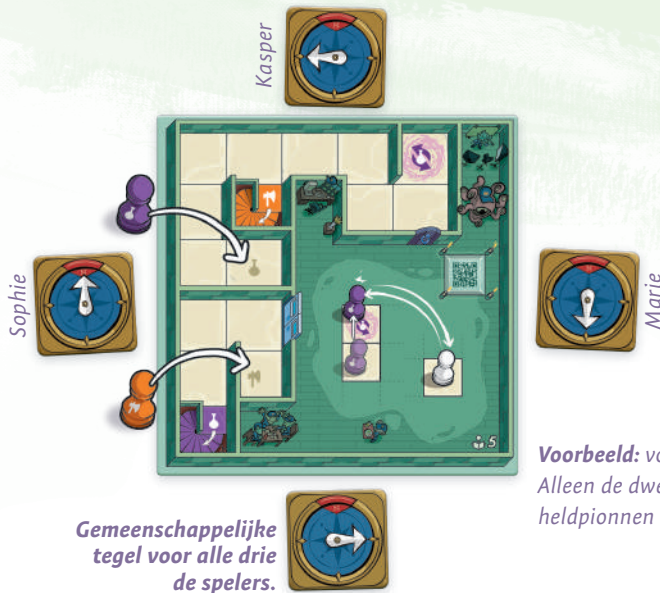 Kasper
Sophie
Marie
5
Voorbeeld: vo
Alleen de dwe
heldpionnen
Gemeenschappelijke
tegel voor alle drie
de spelers.